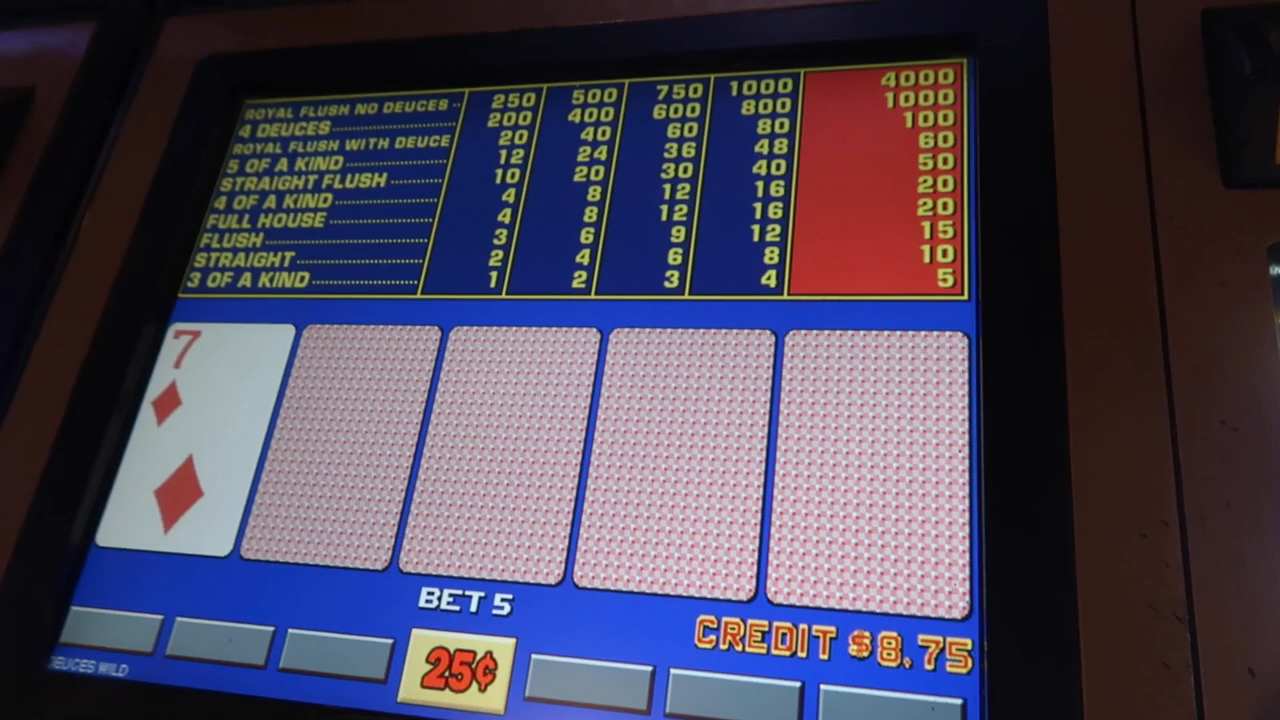 ROYAL FLUSH NO DEUCES.. 250 500 750 1000 4000
4 DEUCES 200 400 600 800 1000
ROYAL FLUSH WITH DEUCE 20 40 60 80 100
5 OF A KIND 12 24 36 48 60
STRAIGHT FLUSH 10 20 30 40 50
4 OF A KIND 4 8 12 16 20
FULL HOUSE 4 8 12 16 20
FLUSH 3 6 9 12 15
STRAIGHT 2 4 6 8 10
3 OF A KIND 1 2 3 4 5
7
BET 5
CREDIT $8.75
25¢
DEUCES WILD